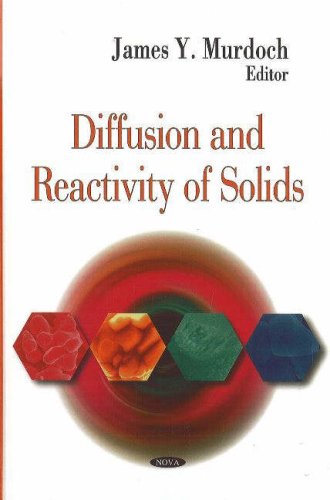 James Y. Murdoch
Editor
Diffusion and
Reactivity of Solids
NOVA